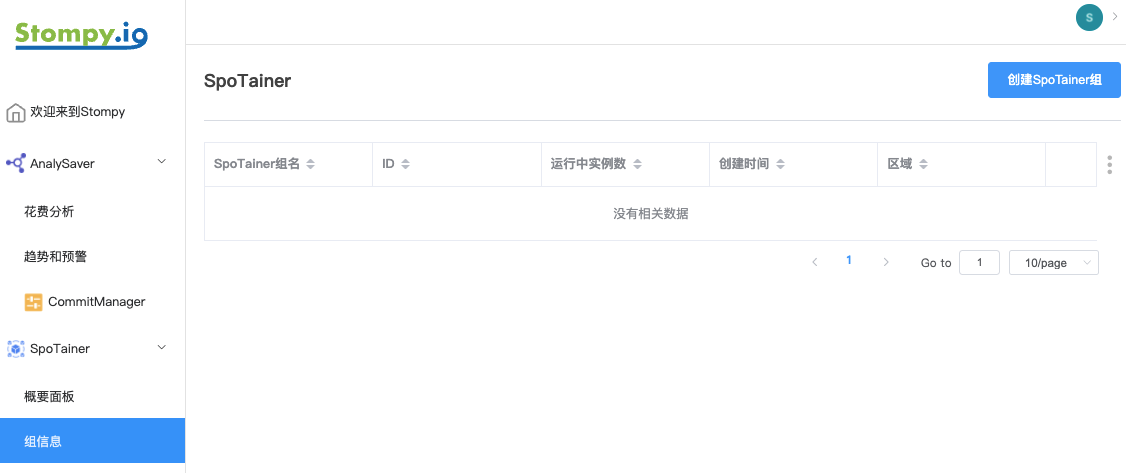 Stompy.io
S
欢迎来到Stompy
AnalySaver
花费分析
趋势和预警
CommitManager
SpoTainer
概要面板
组信息
SpoTainer
创建SpoTainer组
SpoTainer组名 ID 运行中实例数 创建时间 区域
没有相关数据
1 Go to 1 10/page